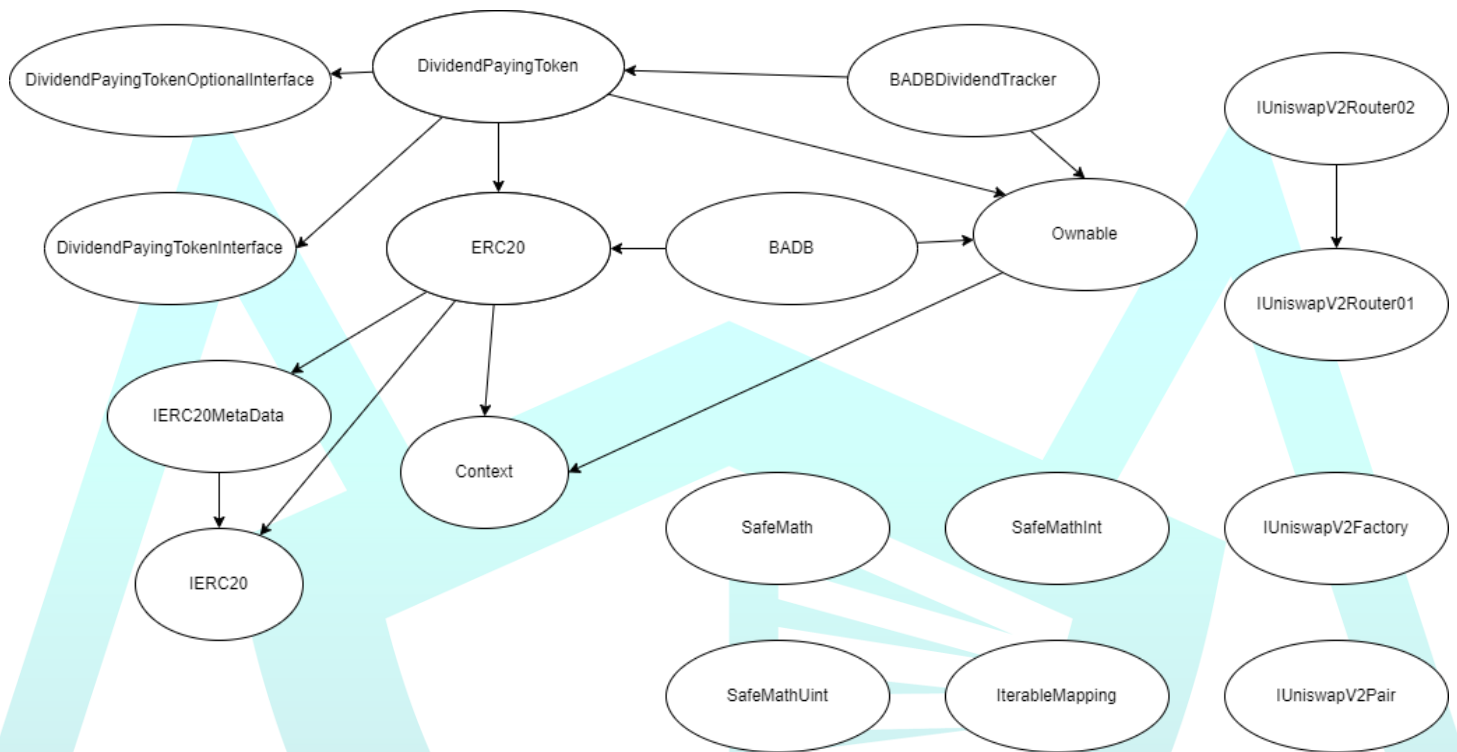 DividendPayingTokenOptionalInterface
DividendPayingToken
BADBDividendTracker
IUniswapV2Router02
DividendPayingTokenInterface
ERC20
BADB
Ownable
IUniswapV2Router01
IERC20MetaData
Context
SafeMath
SafeMathInt
IUniswapV2Factory
IERC20
SafeMathUint
IterableMapping
IUniswapV2Pair